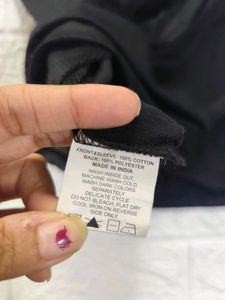 FRONT&SLEEVE: 100% COTTON
BACK: 100% POLYESTER
MADE IN INDIA
WASH INSIDE OUT,
MACHINE WASH COLD,
WASH DARK COLORS
SEPARATELY
DELICATE CYCLE
DO NOT BLEACH, FLAT DRY
COOL IRON ON REVERSE
SIDE ONLY